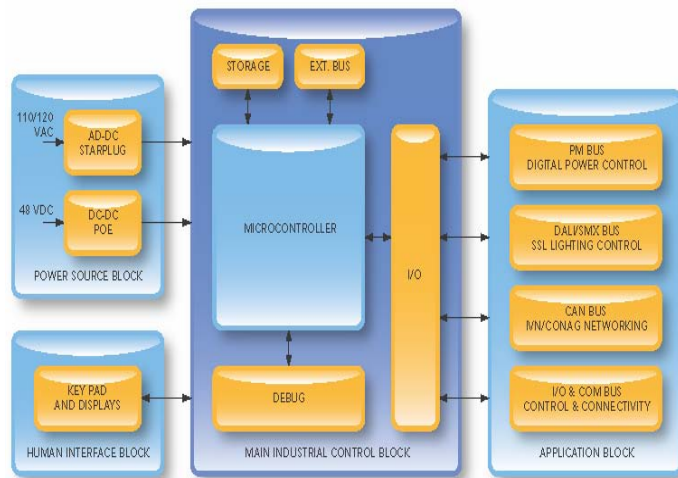 STORAGE
EXT. BUS
110/120
VAC
AD-DC
STARPLUG
48 VDC
DC-DC
POE
POWER SOURCE BLOCK
MICROCONTROLLER
I/O
PM BUS
DIGITAL POWER CONTROL
DALI/SMX BUS
SSL LIGHTING CONTROL
CAN BUS
IVN/CONAG NETWORKING
I/O & COM BUS
CONTROL & CONNECTIVITY
KEY PAD
AND DISPLAYS
DEBUG
HUMAN INTERFACE BLOCK
MAIN INDUSTRIAL CONTROL BLOCK
APPLICATION BLOCK